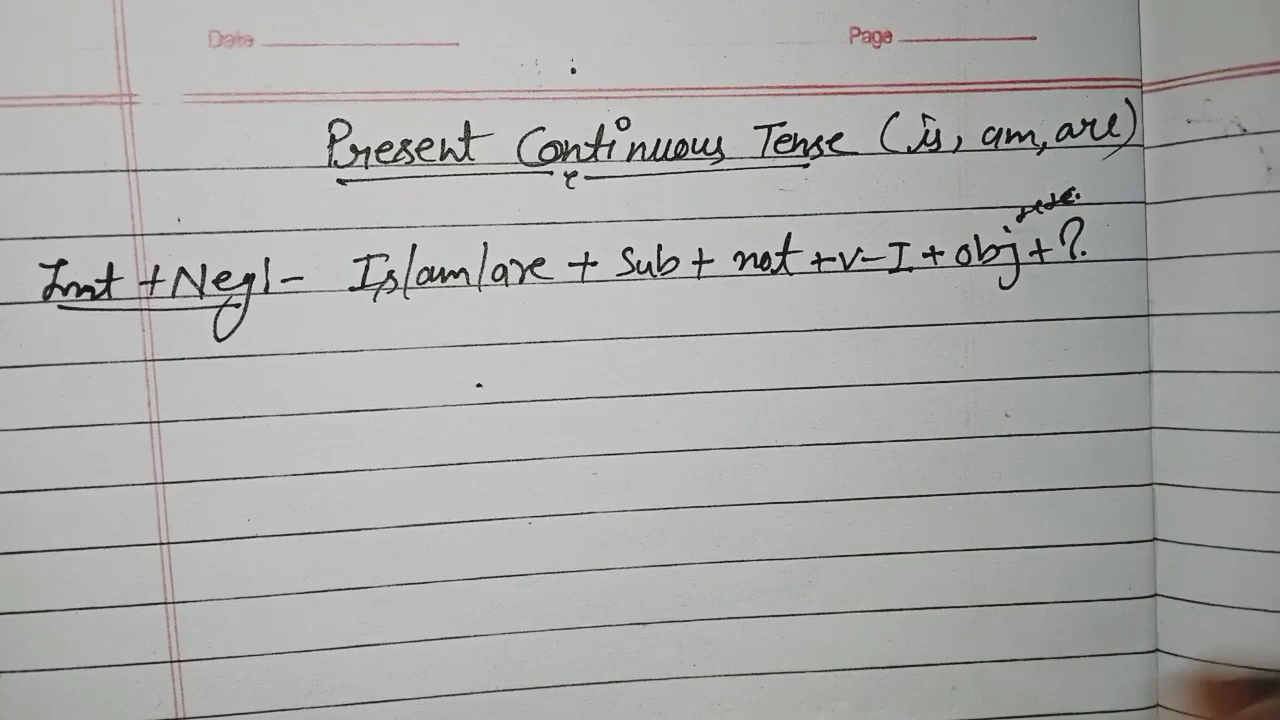 Date Page
Present Continuous Tense (is, am, are)
Int + Neg- Is/am/are + Sub + not + v-I + obj + ?